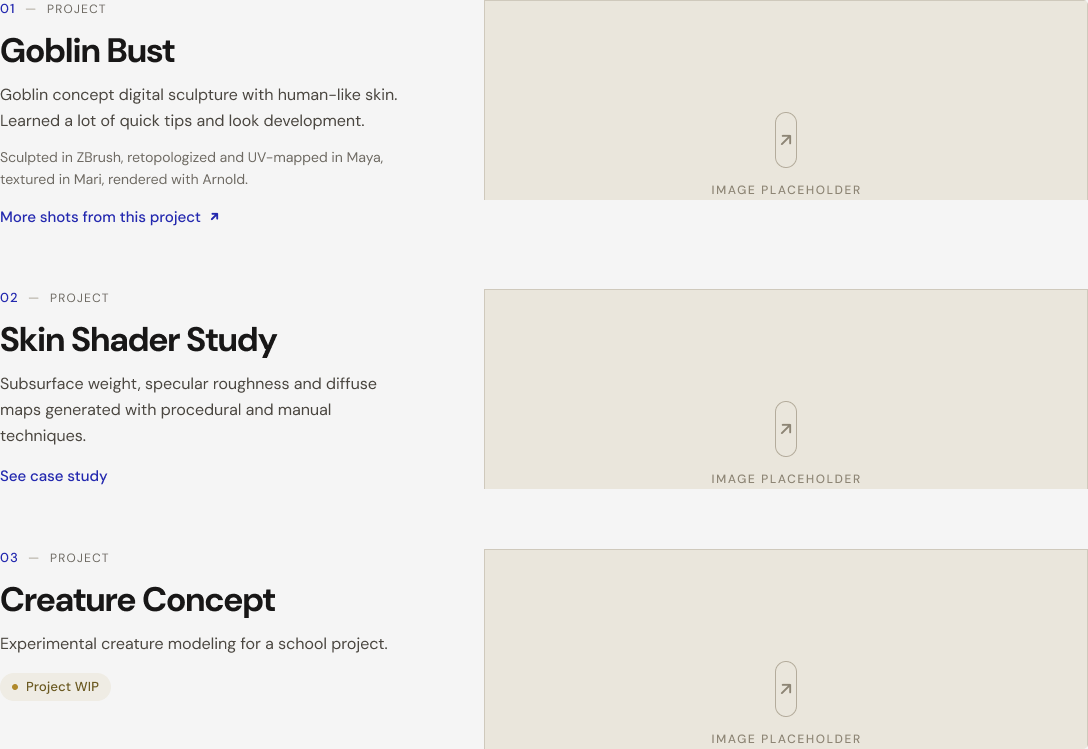 01 — PROJECT
Goblin Bust
Goblin concept digital sculpture with human-like skin.
Learned a lot of quick tips and look development.
Sculpted in ZBrush, retopologized and UV-mapped in Maya,
textured in Mari, rendered with Arnold.
More shots from this project
IMAGE PLACEHOLDER
02 — PROJECT
Skin Shader Study
Subsurface weight, specular roughness and diffuse
maps generated with procedural and manual
techniques.
See case study
IMAGE PLACEHOLDER
03 — PROJECT
Creature Concept
Experimental creature modeling for a school project.
Project WIP
IMAGE PLACEHOLDER